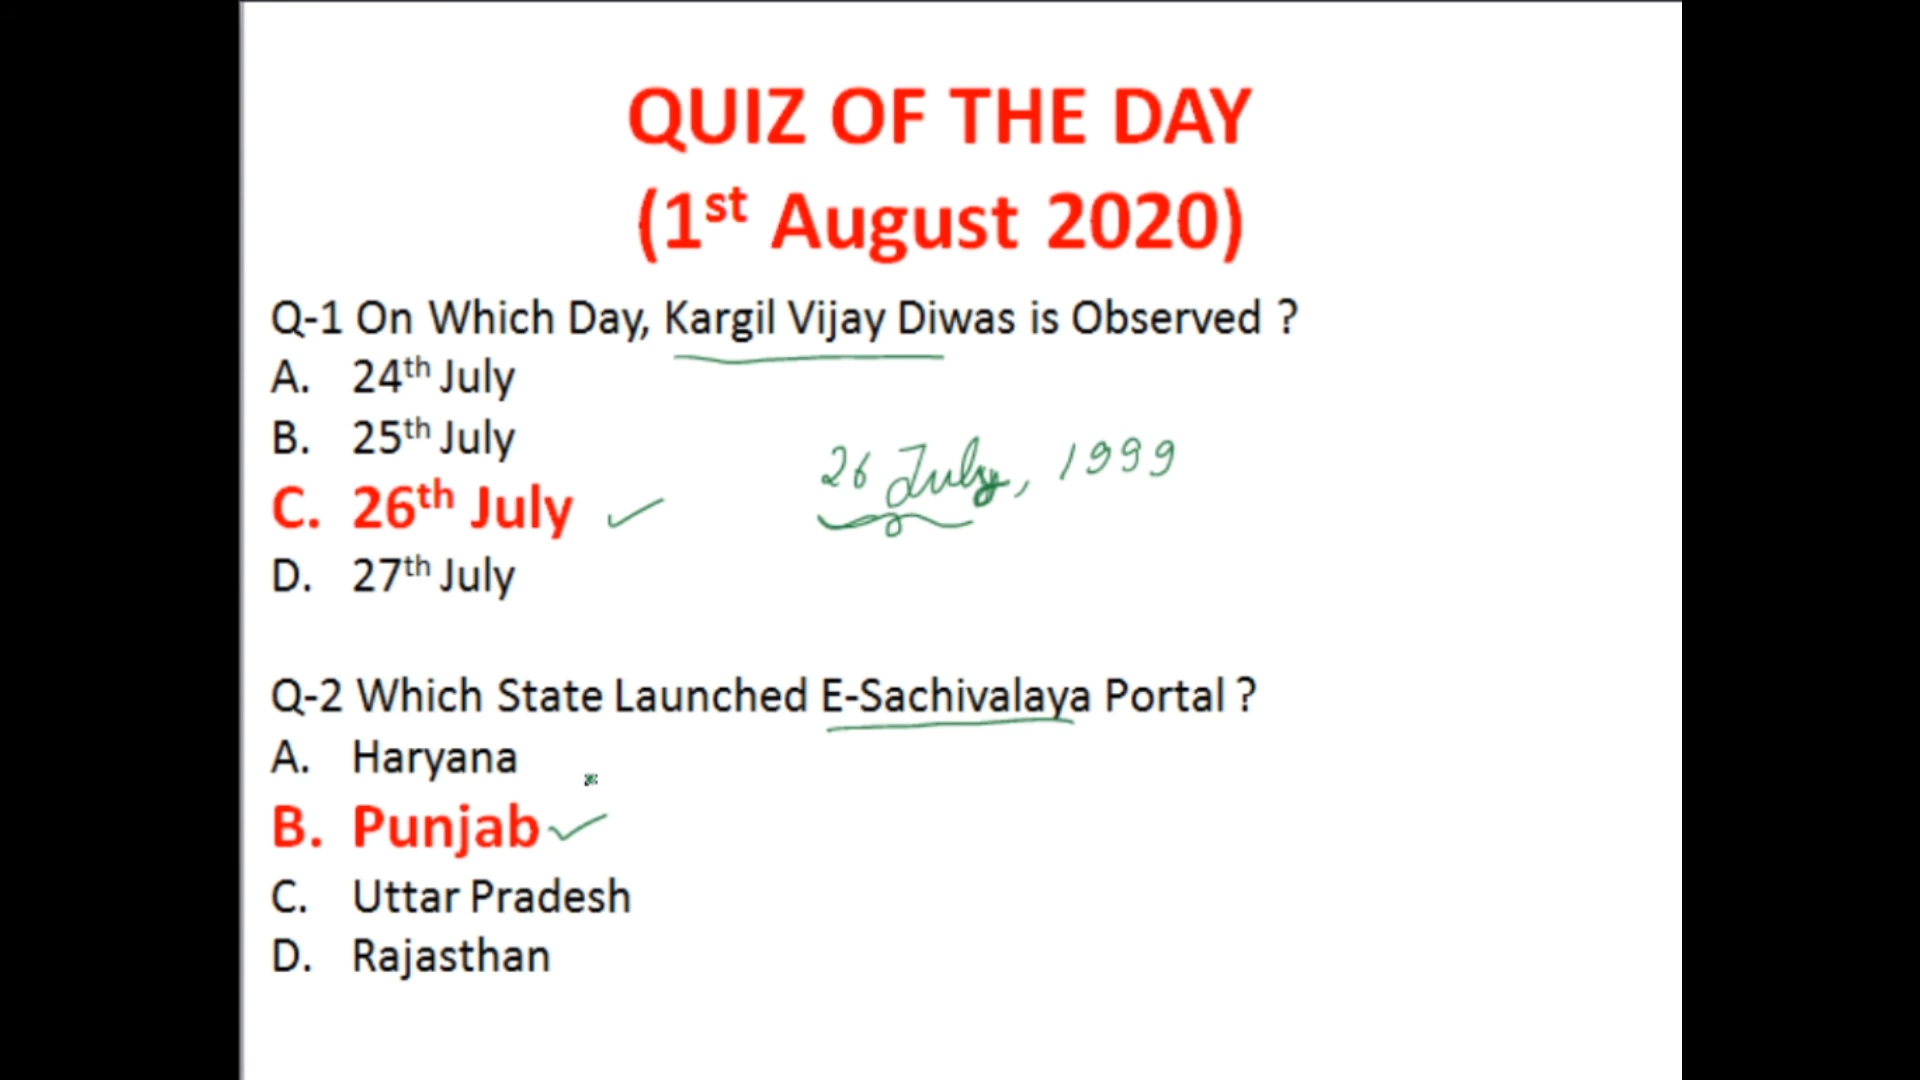 QUIZ OF THE DAY
(1st August 2020)
Q-1 On Which Day, Kargil Vijay Diwas is Observed ?
A. 24th July
B. 25th July
26 July, 1999
C. 26th July
D. 27th July
Q-2 Which State Launched E-Sachivalaya Portal ?
A. Haryana
B. Punjab
C. Uttar Pradesh
D. Rajasthan